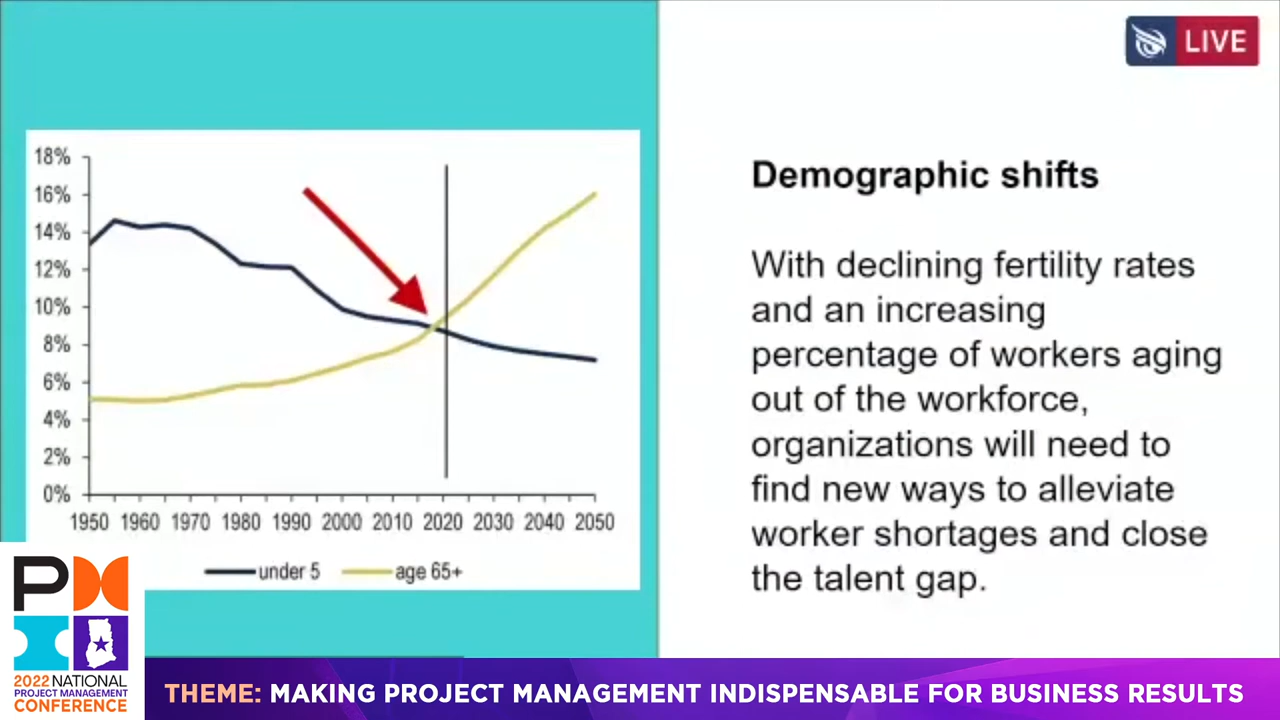 LIVE
18%
16%
14%
12%
10%
8%
6%
4%
2%
0%
1950 1960 1970 1980 1990 2000 2010 2020 2030 2040 2050
under 5 age 65+
Demographic shifts
With declining fertility rates
and an increasing
percentage of workers aging
out of the workforce,
organizations will need to
find new ways to alleviate
worker shortages and close
the talent gap.
P
2022 NATIONAL
PROJECT MANAGEMENT
CONFERENCE
THEME: MAKING PROJECT MANAGEMENT INDISPENSABLE FOR BUSINESS RESULTS